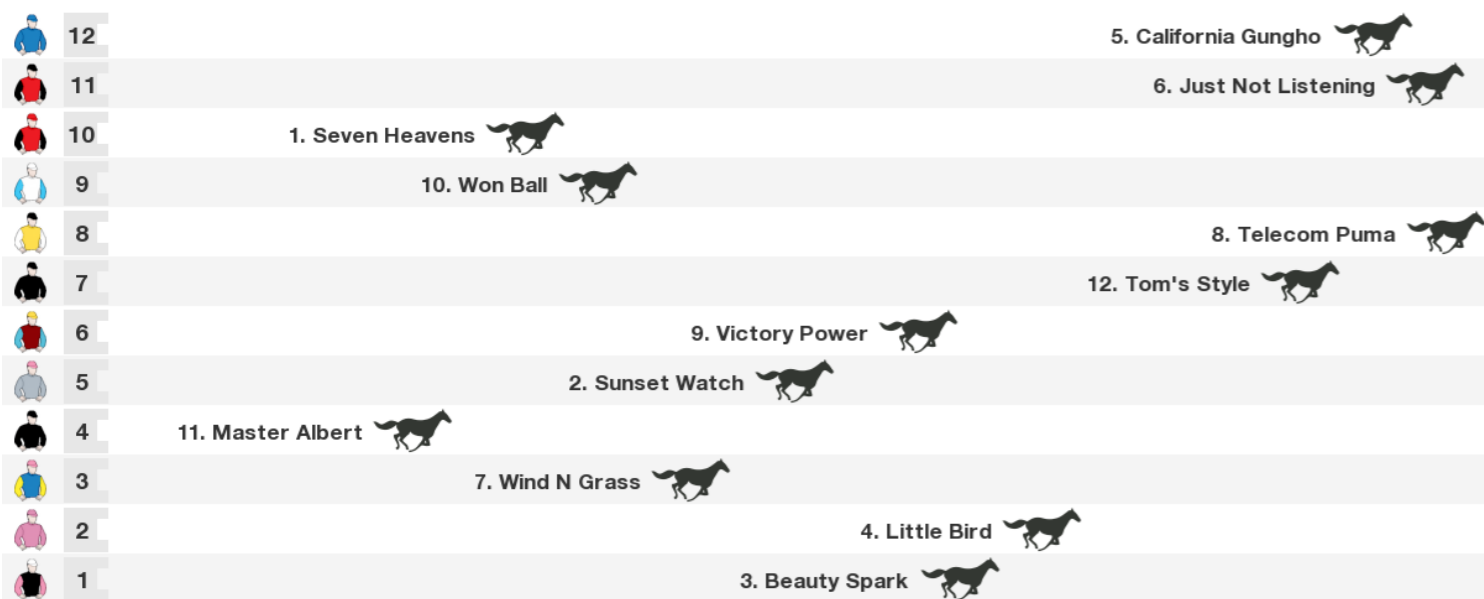 12 5. California Gungho
11 6. Just Not Listening
10 1. Seven Heavens
9 10. Won Ball
8 8. Telecom Puma
7 12. Tom's Style
6 9. Victory Power
5 2. Sunset Watch
4 11. Master Albert
3 7. Wind N Grass
2 4. Little Bird
1 3. Beauty Spark